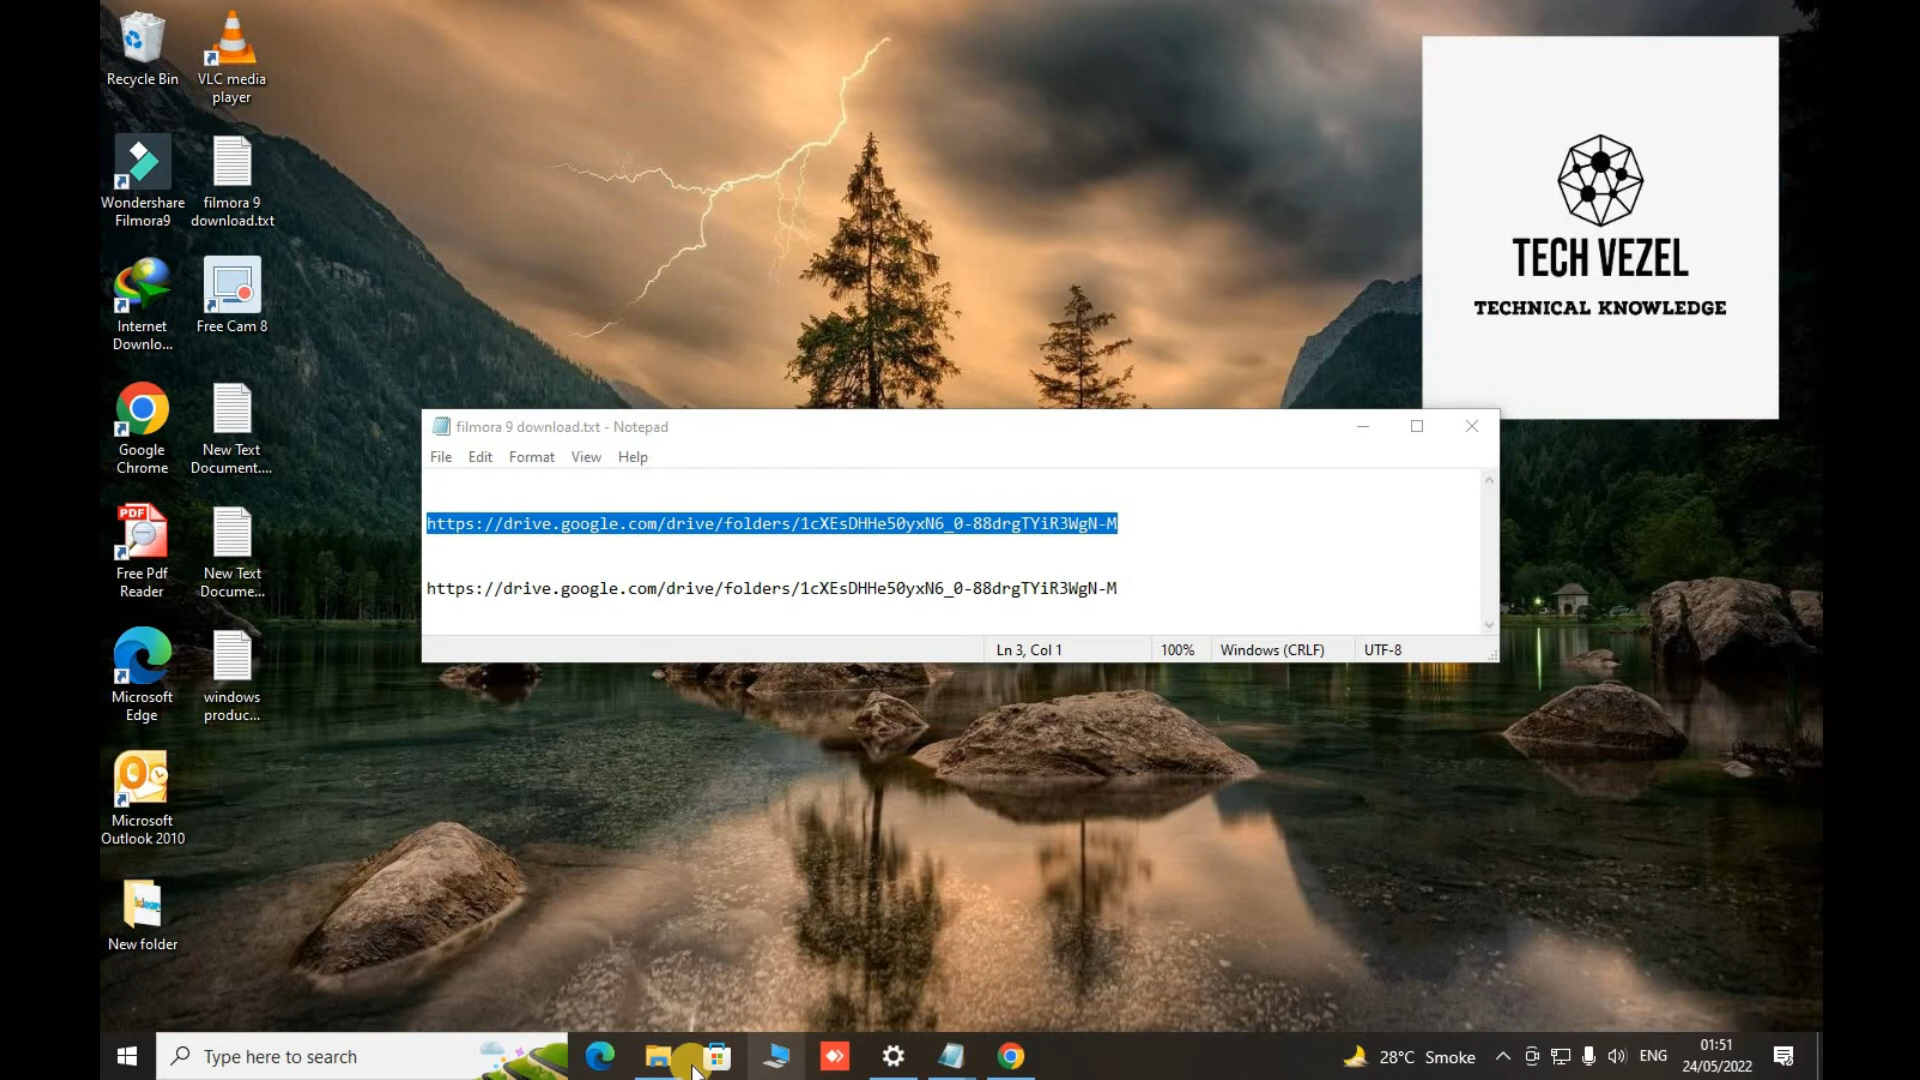 Recycle Bin
VLC media
player
Wondershare
Filmora9
filmora 9
download.txt
Internet
Downlo...
Free Cam 8
Google
Chrome
New Text
Document....
PDF
Free Pdf
Reader
New Text
Docume...
Microsoft
Edge
windows
produc...
Microsoft
Outlook 2010
New folder
TECH VEZEL
TECHNICAL KNOWLEDGE
filmora 9 download.txt - Notepad
File Edit Format View Help
https://drive.google.com/drive/folders/1cXEsDHHe50yxN6_0-88drgTYiR3WgN-M
https://drive.google.com/drive/folders/1cXEsDHHe50yxN6_0-88drgTYiR3WgN-M
Ln 3, Col 1 100% Windows (CRLF) UTF-8
Type here to search
28°C Smoke
ENG
01:51
24/05/2022